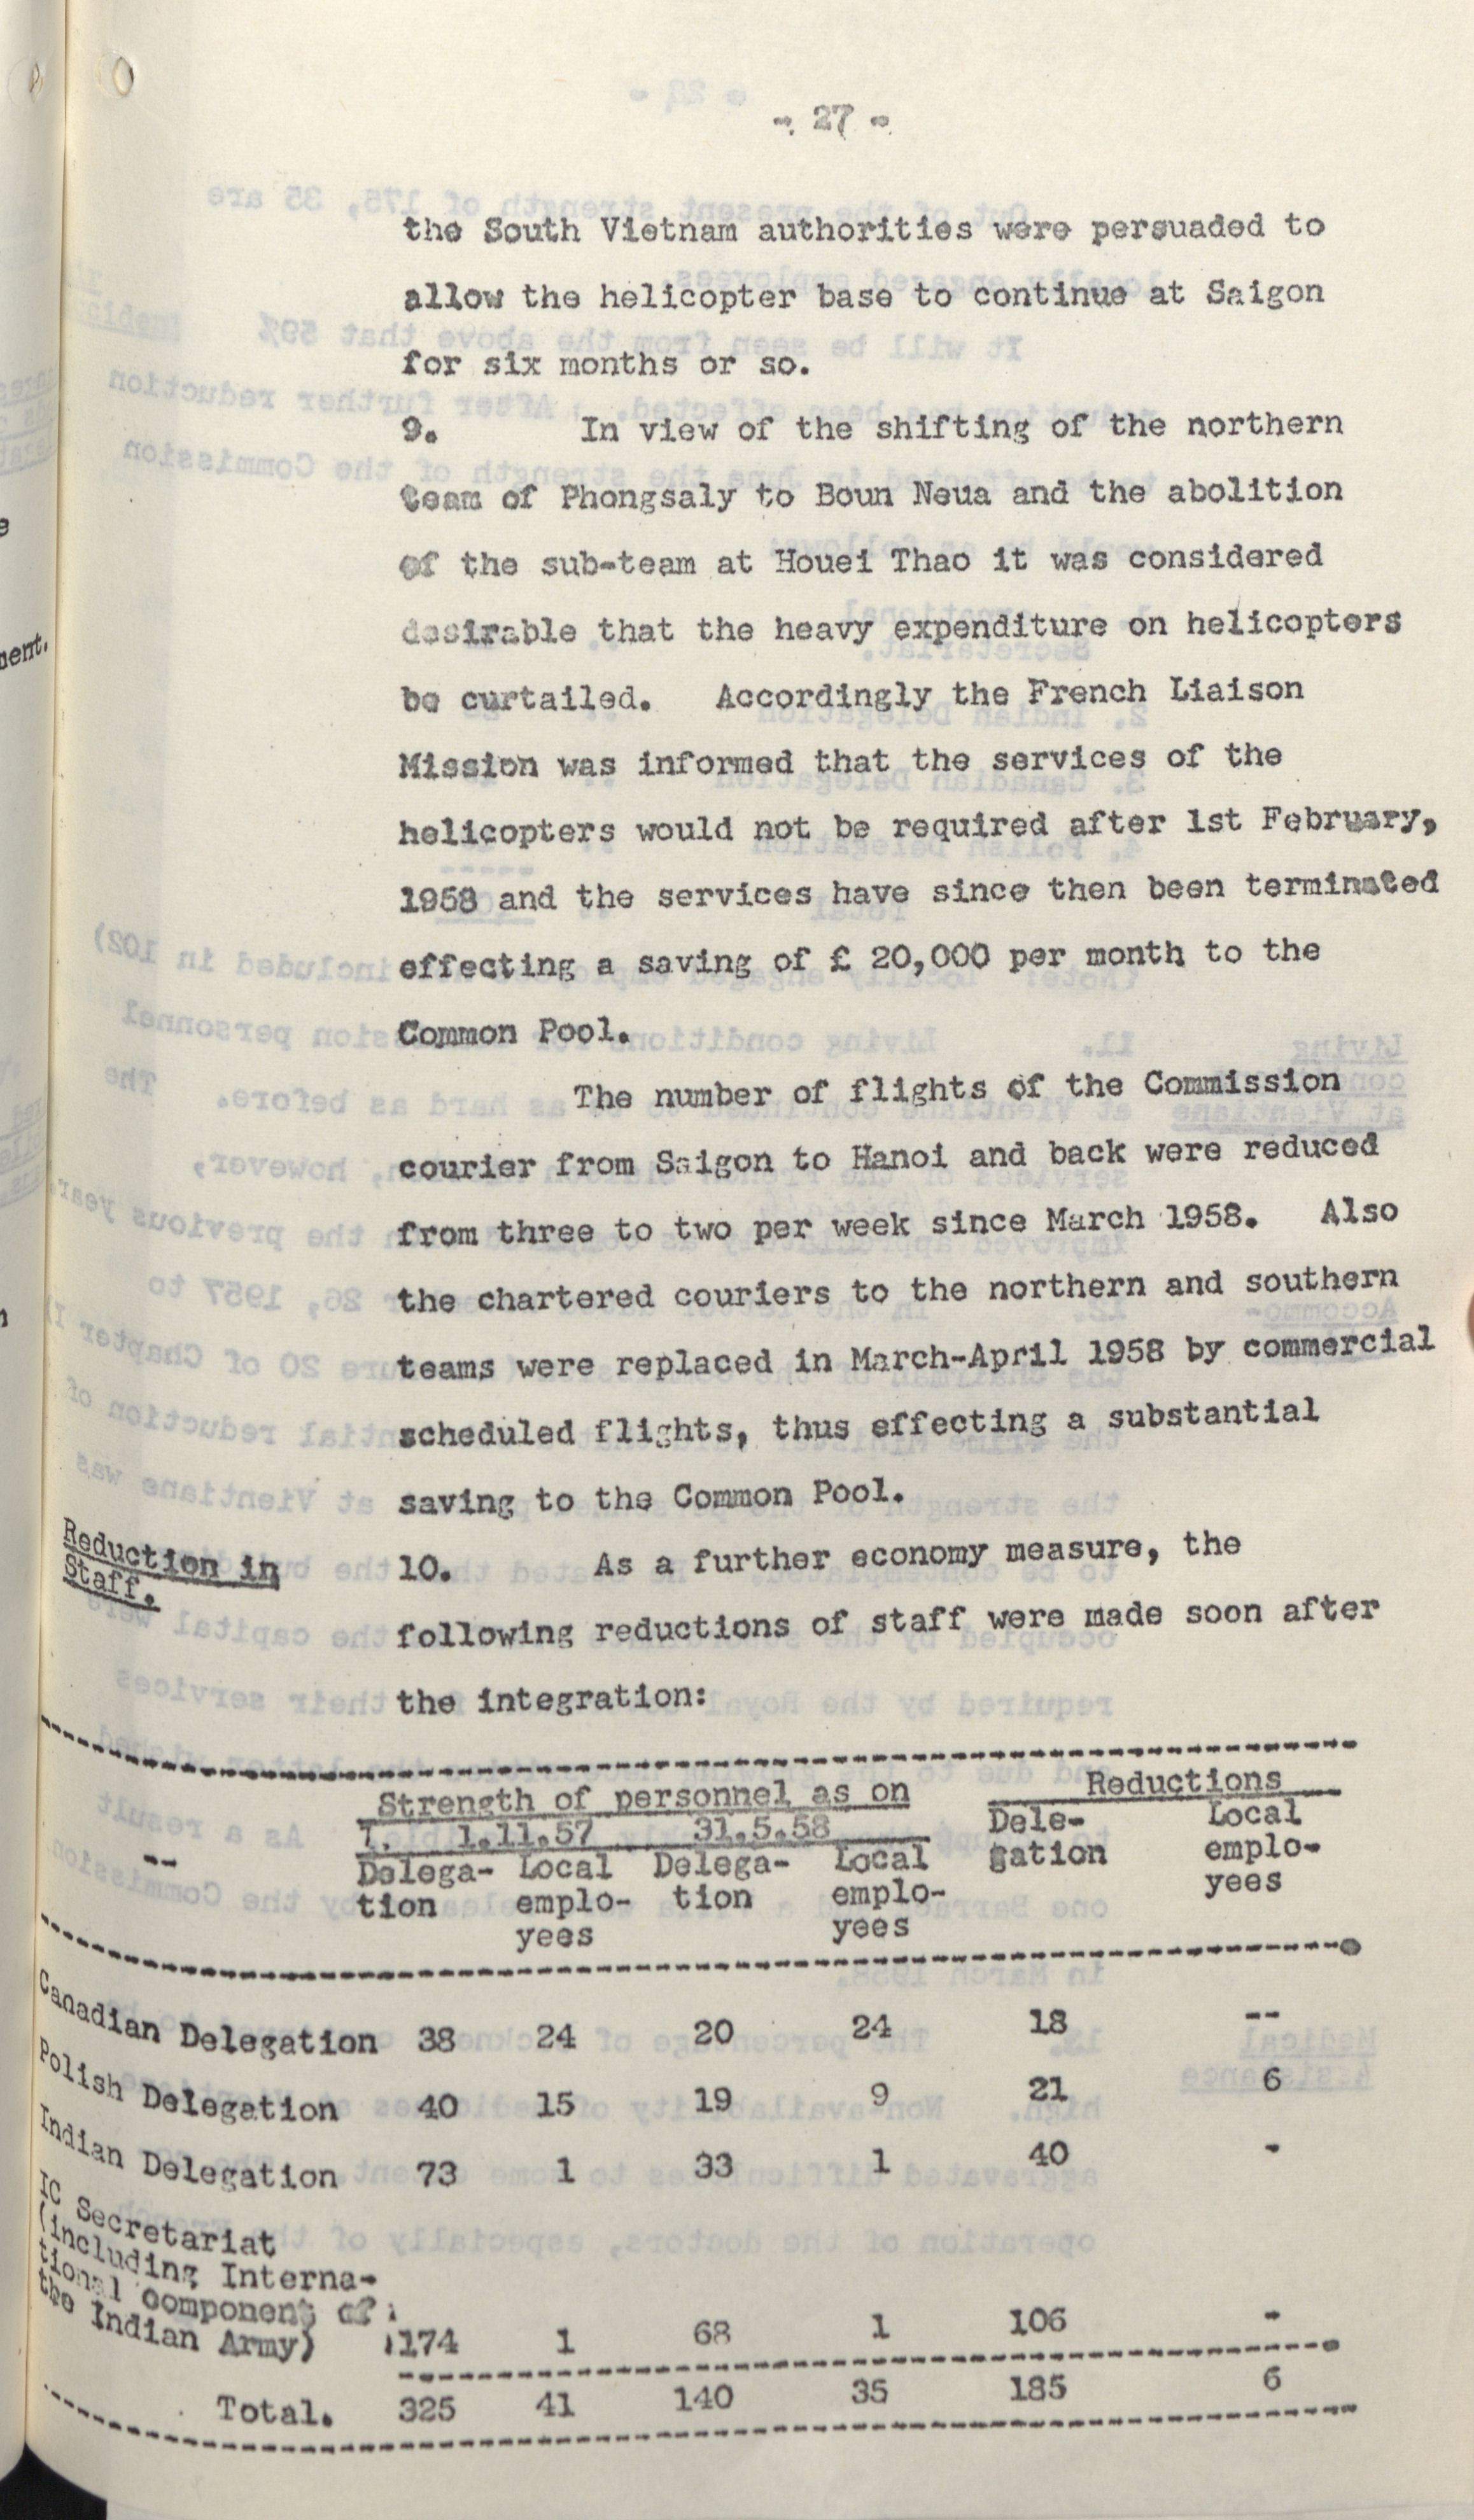 - 27 -
the South Vietnam authorities were persuaded to
allow the helicopter base to continue at Saigon
for six months or so.
9. In view of the shifting of the northern
team of Phongsaly to Boun Neua and the abolition
of the sub-team at Houei Thao it was considered
desirable that the heavy expenditure on helicopters
be curtailed. Accordingly the French Liaison
Mission was informed that the services of the
helicopters would not be required after 1st February,
1958 and the services have since then been terminated
effecting a saving of £ 20,000 per month to the
Common Pool.
The number of flights of the Commission
courier from Saigon to Hanoi and back were reduced
from three to two per week since March 1958. Also
the chartered couriers to the northern and southern
teams were replaced in March-April 1958 by commercial
scheduled flights, thus effecting a substantial
saving to the Common Pool.
Reduction in
Staff.
10. As a further economy measure, the
following reductions of staff were made soon after
the integration:
Strength of personnel as on Reductions
1.11.57 31.5.58
-- Delega- Local Delega- Local Dele- Local
tion emplo- tion emplo- gation emplo-
yees yees yees
Canadian Delegation 38 24 20 24 18 --
Polish Delegation 40 15 19 9 21 6
Indian Delegation 73 1 33 1 40 -
IC Secretariat
(including Interna-
tional component of
the Indian Army) 174 1 68 1 106 -
Total. 325 41 140 35 185 6